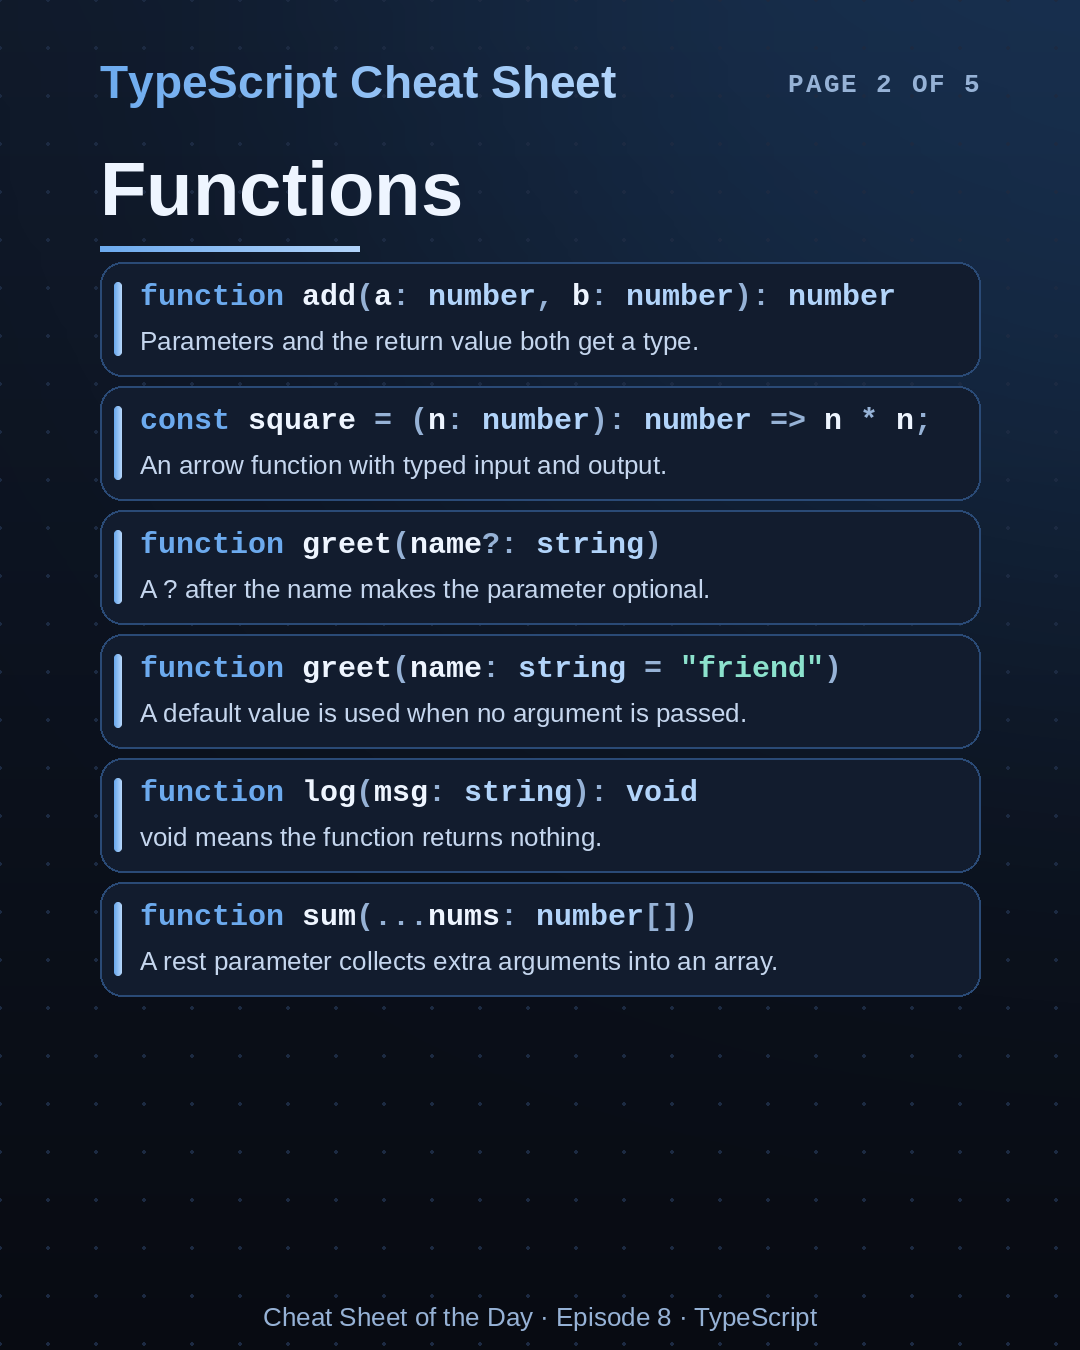 TypeScript Cheat Sheet
PAGE 2 OF 5
Functions
function add(a: number, b: number): number
Parameters and the return value both get a type.
const square = (n: number): number => n * n;
An arrow function with typed input and output.
function greet(name?: string)
A ? after the name makes the parameter optional.
function greet(name: string = "friend")
A default value is used when no argument is passed.
function log(msg: string): void
void means the function returns nothing.
function sum(...nums: number[])
A rest parameter collects extra arguments into an array.
Cheat Sheet of the Day · Episode 8 · TypeScript